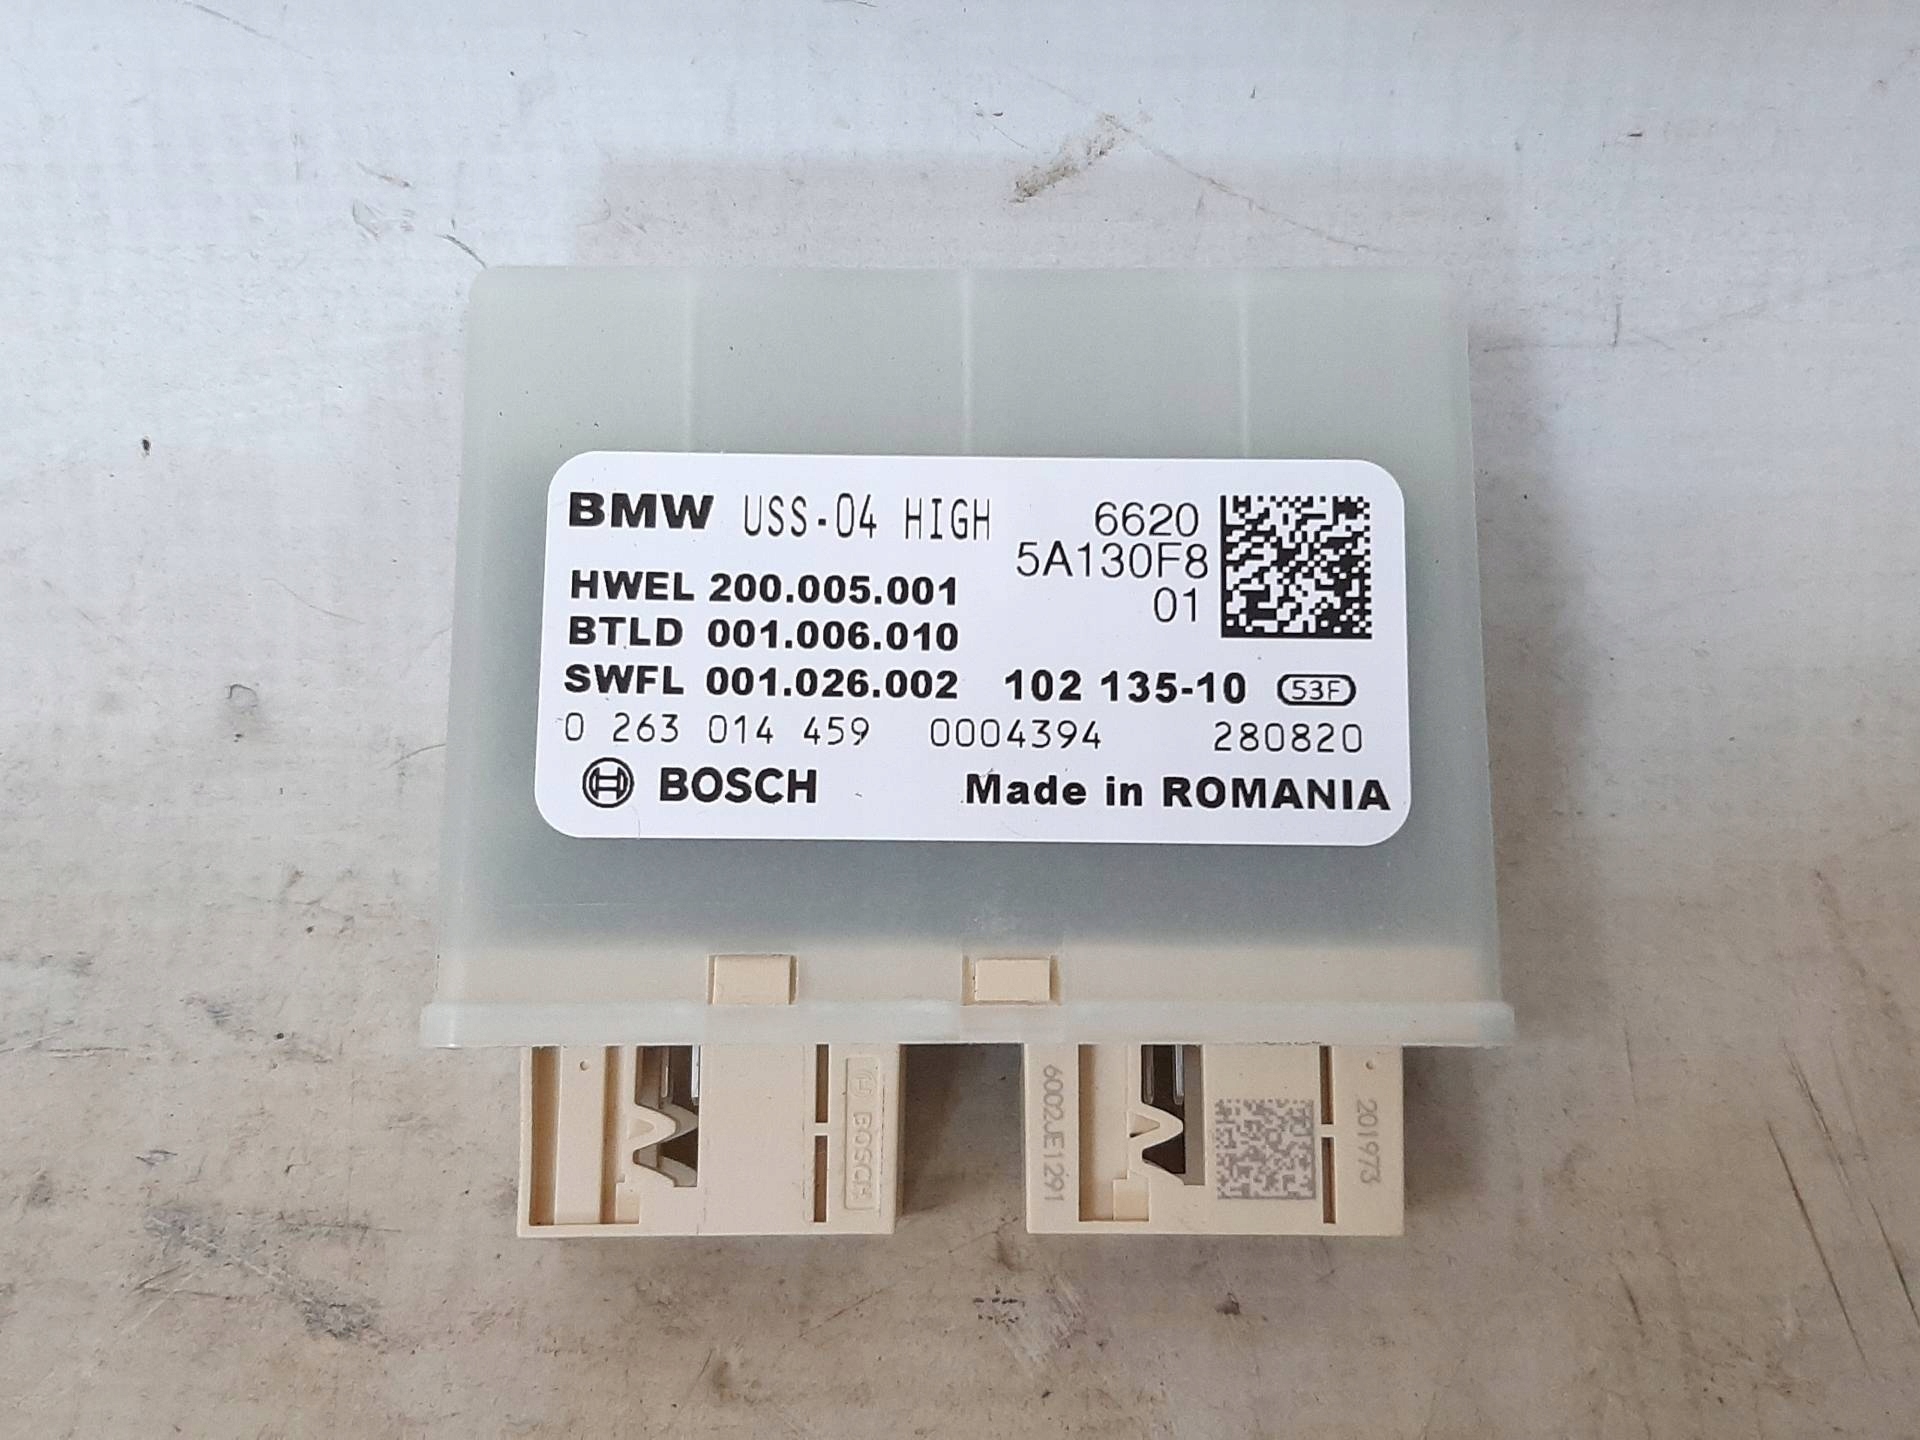 BMW USS-04 HIGH 6620
5A130F8
01
HWEL 200.005.001
BTLD 001.006.010
SWFL 001.026.002 102 135-10 53F
0 263 014 459 0004394 280820
BOSCH Made in ROMANIA
BOSCH
6002JE1291
201973